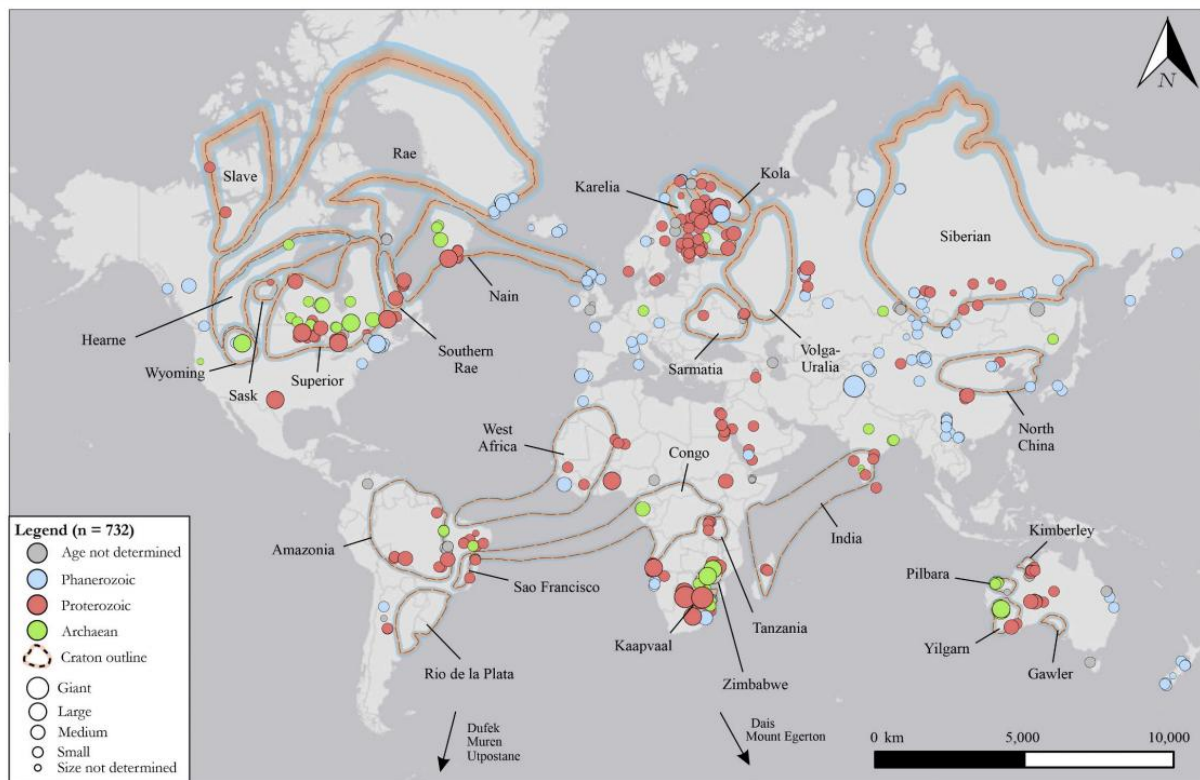 N
Rae
Slave
Karelia
Kola
Siberian
Nain
Hearne
Wyoming
Sask
Superior
Southern
Rae
Sarmatia
Volga-
Uralia
North
China
West
Africa
Congo
India
Amazonia
Sao Francisco
Rio de la Plata
Kaapvaal
Tanzania
Zimbabwe
Kimberley
Pilbara
Yilgarn
Gawler
Dufek
Muren
Utpostane
Dais
Mount Egerton
0 km 5,000 10,000
Legend (n = 732)
Age not determined
Phanerozoic
Proterozoic
Archaean
Craton outline
Giant
Large
Medium
Small
Size not determined